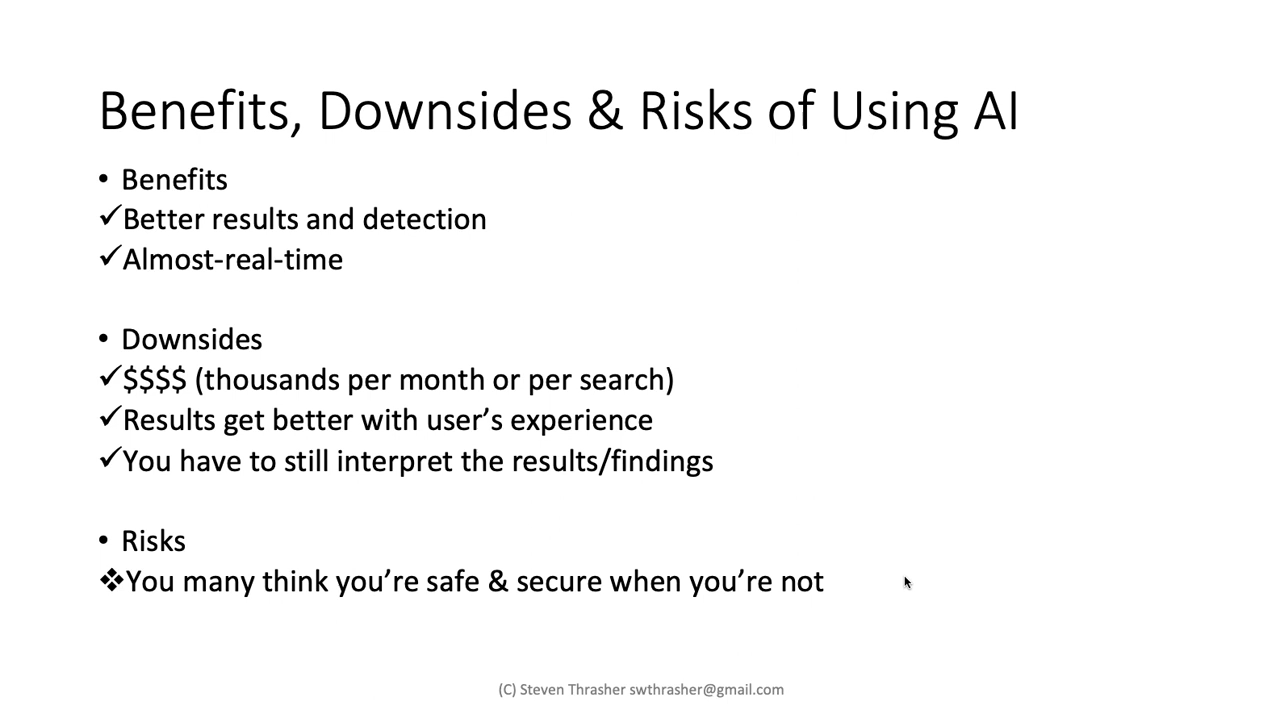 Benefits, Downsides & Risks of Using AI
• Benefits
✓Better results and detection
✓Almost-real-time
• Downsides
✓$$$$ (thousands per month or per search)
✓Results get better with user’s experience
✓You have to still interpret the results/findings
• Risks
❖You many think you’re safe & secure when you’re not
(C) Steven Thrasher swthrasher@gmail.com